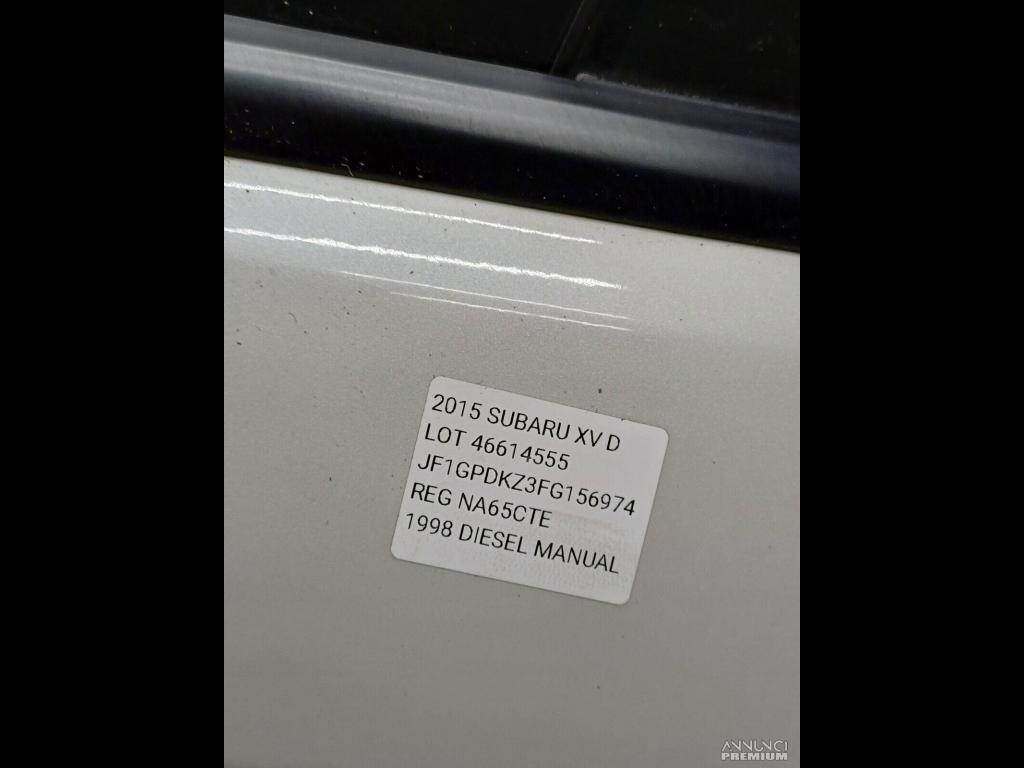 2015 SUBARU XV D
LOT 46614555
JF1GPDKZ3FG156974
REG NA65CTE
1998 DIESEL MANUAL
ANNUNCI
PREMIUM